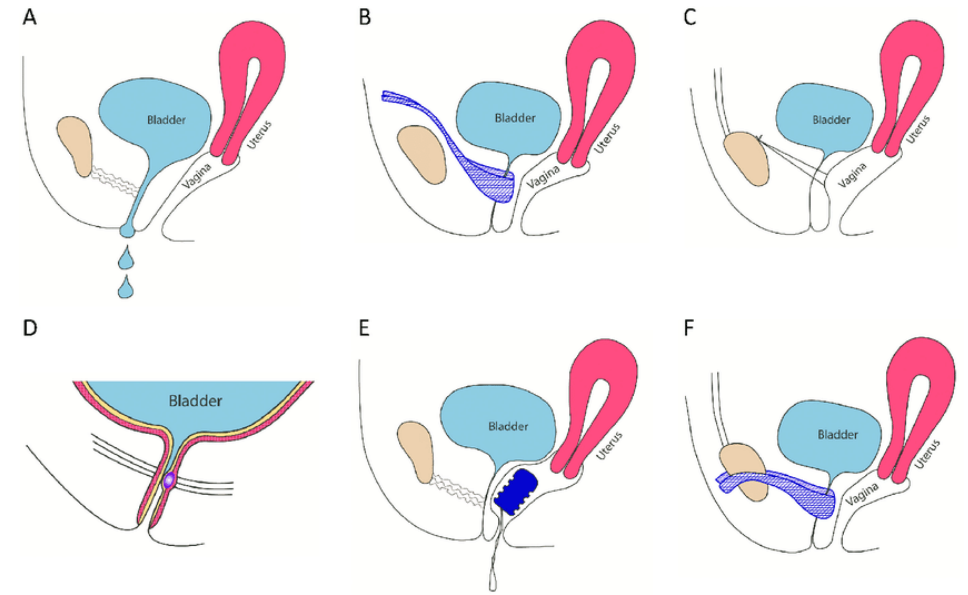 A
Bladder
Vagina
Uterus
B
Bladder
Vagina
Uterus
C
Bladder
Vagina
Uterus
D
Bladder
E
Bladder
Uterus
F
Bladder
Vagina
Uterus